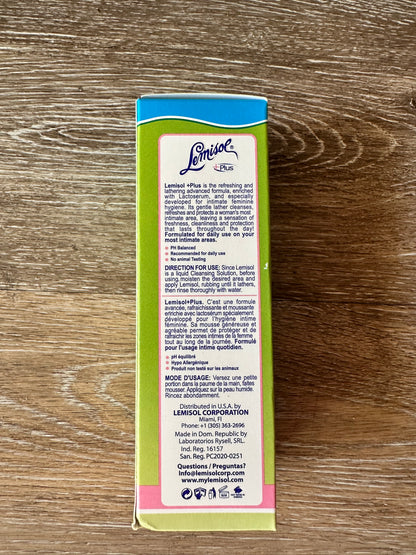 Lemisol®
+Plus
Lemisol +Plus is the refreshing and
lathering advanced formula, enriched
with Lactoserum, and especially
developed for intimate feminine
hygiene. Its gentle lather cleanses,
refreshes and protects a woman's most
intimate area, leaving a sensation of
freshness, cleanliness and protection
that lasts throughout the day!
Formulated for daily use on your
most intimate areas.
PH Balanced
Recommended for daily use
No animal Testing
DIRECTION FOR USE: Since Lemisol
is a liquid Cleansing Solution, before
using, moisten the desired area and
apply Lemisol, rubbing until it lathers,
then rinse thoroughly with water.
Lemisol+Plus. C'est une formule
avancée, rafraichissante et moussante
enrichie avec lactosérum spécialement
développé pour l'hygiène intime
féminine. Sa mousse généreuse et
agréable permet de protéger et de
rafraichir les zones intimes de la femme
tout au long de la journée. Formulé
pour l'usage intime quotidien.
pH équilibré
Hypo Allergénique
Produit non testé sur les animaux
MODE D'USAGE: Versez une petite
portion dans la paume de la main, faites
mousser. Appliquez sur la peau humide.
Rincez abondamment.
Distributed in U.S.A. by
LEMISOL CORPORATION
Miami, Fl
Phone: +1 (305) 363-2696
Made in Dom. Republic by
Laboratorios Rysell, SRL.
Ind. Reg. 16157
San. Reg. PC2020-0251
Questions / Preguntas?
Info@lemisolcorp.com
www.mylemisol.com